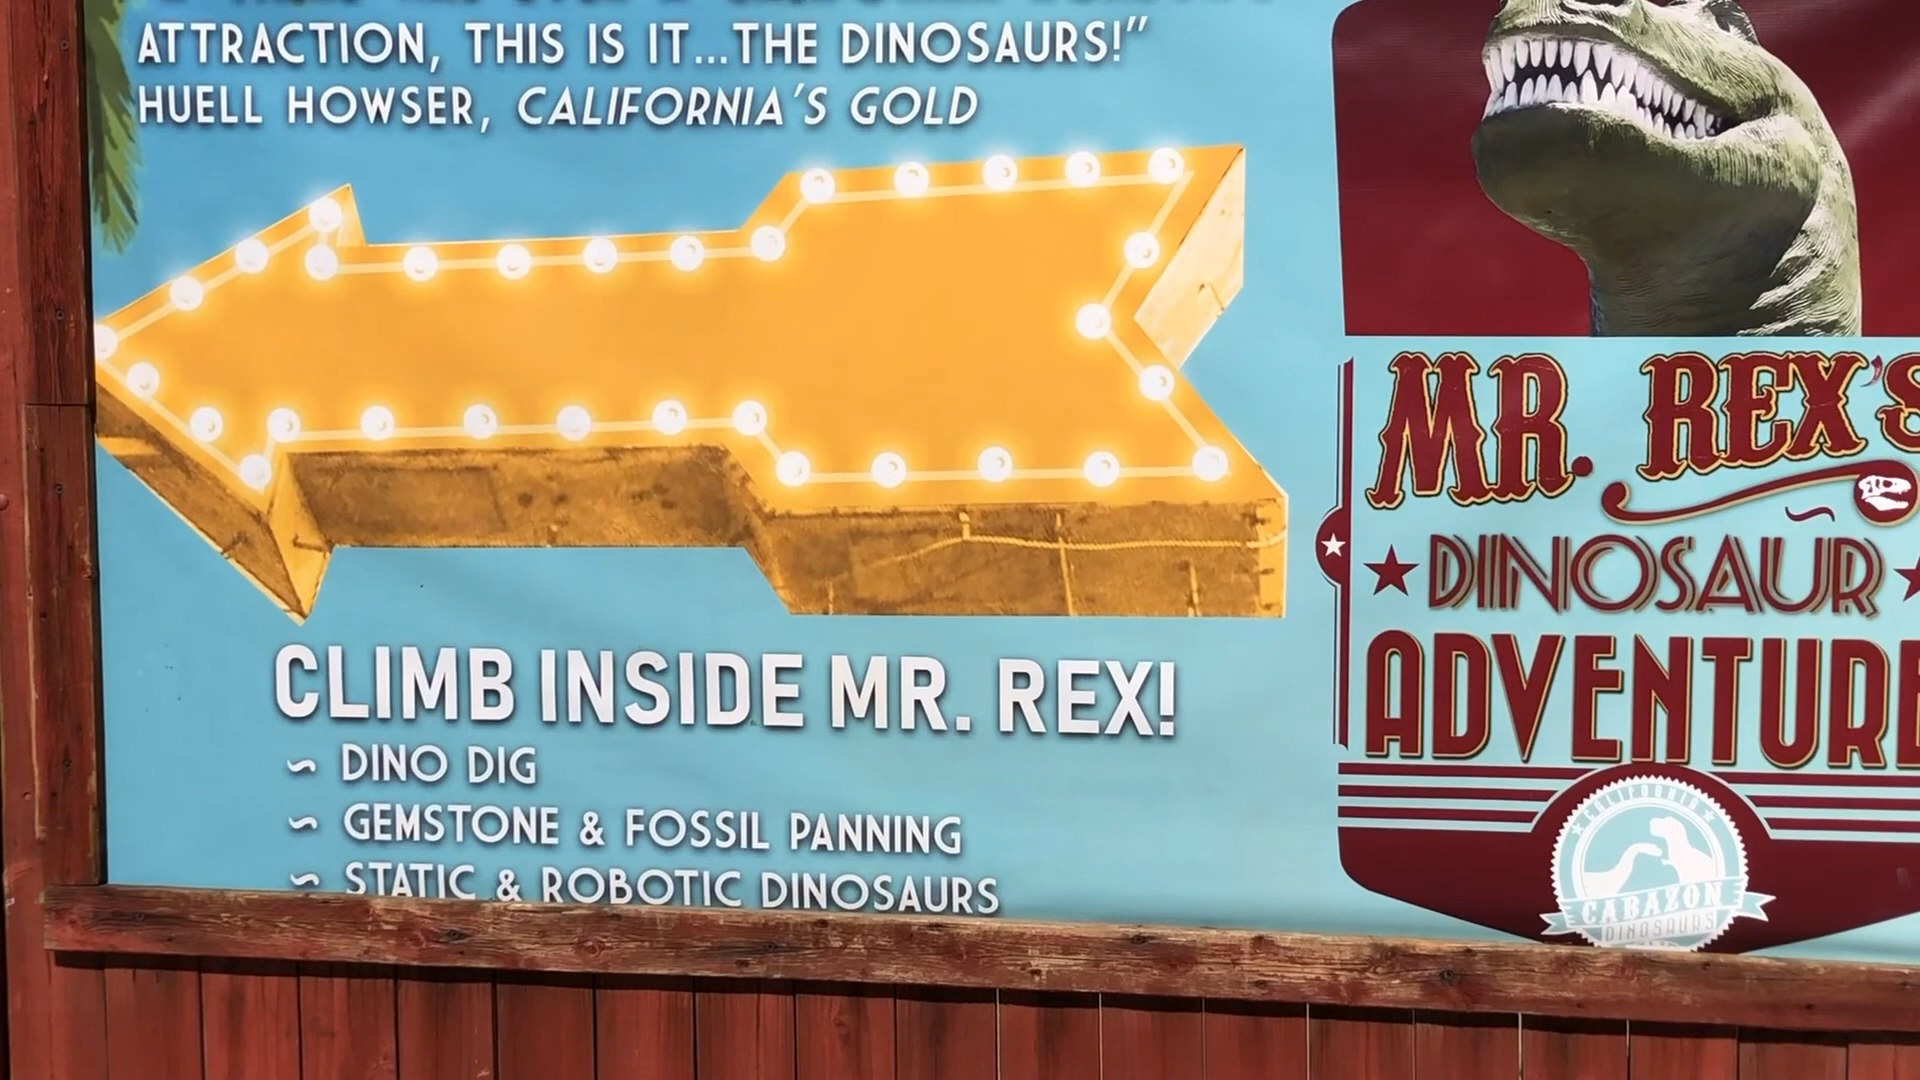 ATTRACTION, THIS IS IT...THE DINOSAURS!"
HUELL HOWSER, CALIFORNIA'S GOLD
CLIMB INSIDE MR. REX!
~ DINO DIG
~ GEMSTONE & FOSSIL PANNING
~ STATIC & ROBOTIC DINOSAURS
MR. REX'S
DINOSAUR
ADVENTURE
CALIFORNIA
CABAZON
DINOSAURS